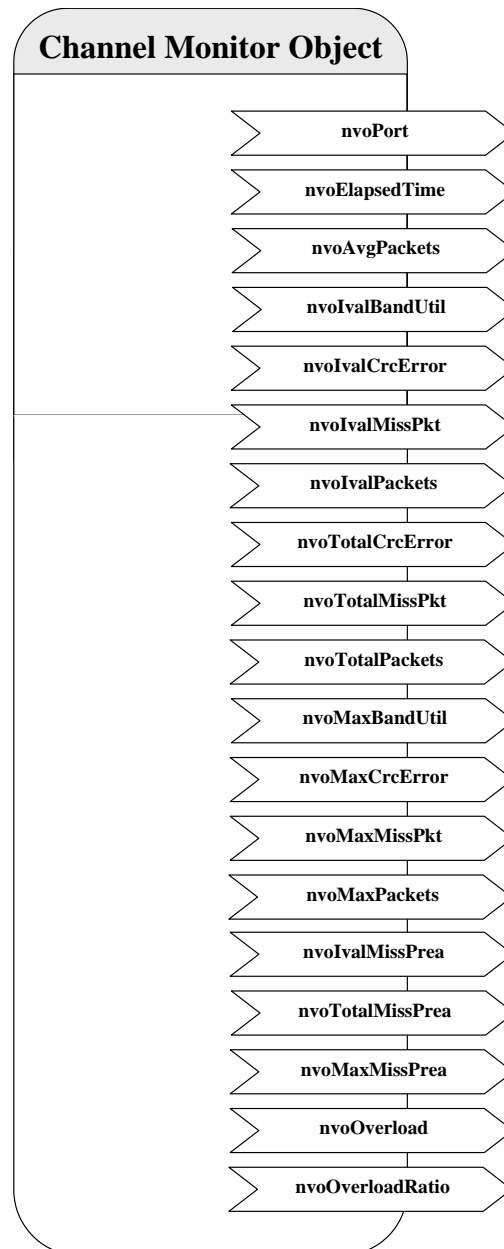 Channel Monitor Object
nvoPort
nvoElapsedTime
nvoAvgPackets
nvoIvalBandUtil
nvoIvalCrcError
nvoIvalMissPkt
nvoIvalPackets
nvoTotalCrcError
nvoTotalMissPkt
nvoTotalPackets
nvoMaxBandUtil
nvoMaxCrcError
nvoMaxMissPkt
nvoMaxPackets
nvoIvalMissPrea
nvoTotalMissPrea
nvoMaxMissPrea
nvoOverload
nvoOverloadRatio